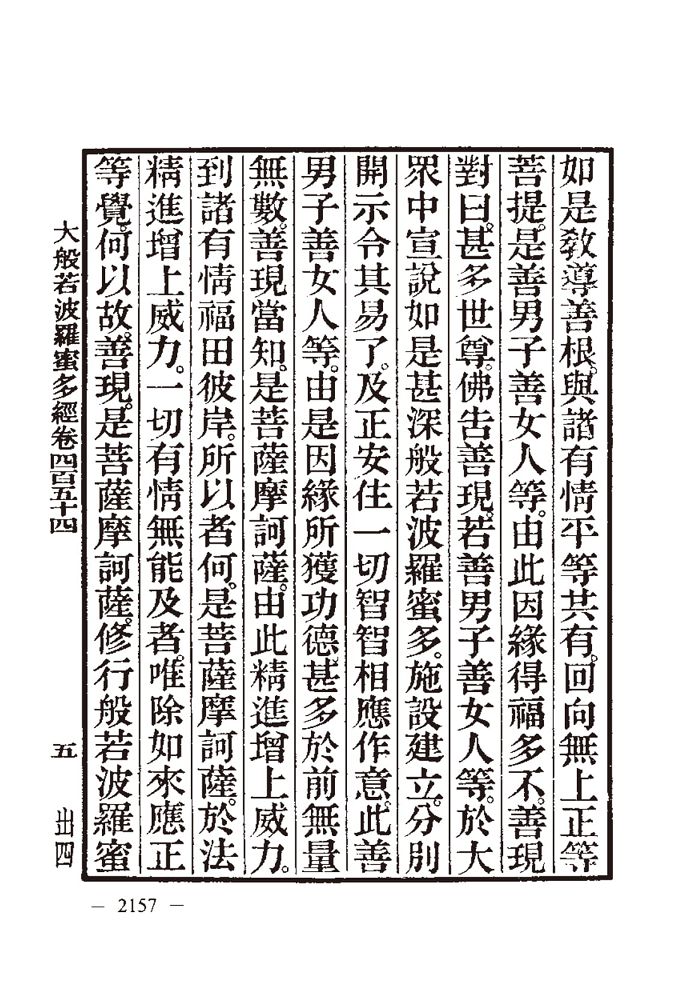 如是敎導善根。與諸有情平等共有。回向無上正等
菩提。是善男子善女人等。由此因緣得福多不。善現
對曰。甚多世尊。佛告善現。若善男子善女人等。於大
眾中宣說如是甚深般若波羅蜜多。施設建立。分別
開示令其易了。及正安住一切智智相應作意。此善
男子善女人等。由是因緣所獲功德。甚多於前無量
無數。善現當知。是菩薩摩訶薩。由此精進增上威力。
到諸有情福田彼岸。所以者何。是菩薩摩訶薩。於法
精進增上威力。一切有情無能及者。唯除如來應正
等覺。何以故。善現。是菩薩摩訶薩。修行般若波羅蜜
大般若波羅蜜多經卷四百五十四 五 出四
— 2157 —